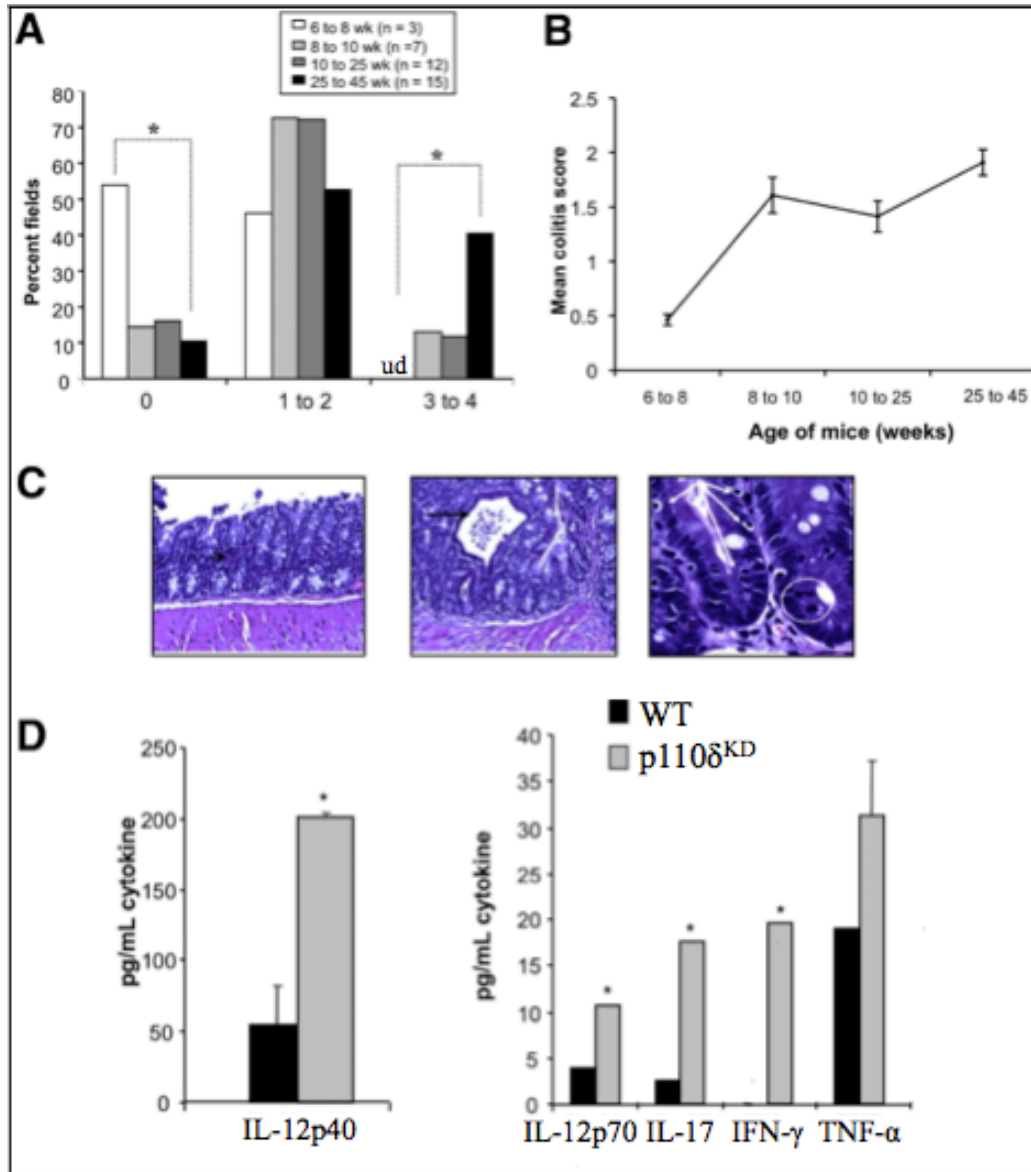 A
6 to 8 wk (n = 3)
8 to 10 wk (n =7)
10 to 25 wk (n = 12)
25 to 45 wk (n = 15)
80
70
60
50
40
30
20
10
0
Percent fields
*
*
ud
0
1 to 2
3 to 4
B
2.5
2
1.5
1
0.5
0
Mean colitis score
6 to 8
8 to 10
10 to 25
25 to 45
Age of mice (weeks)
C
D
250
200
150
100
50
0
pg/mL cytokine
*
IL-12p40
WT
p110δᴷᴰ
40
35
30
25
20
15
10
5
0
pg/mL cytokine
*
*
*
IL-12p70 IL-17 IFN-γ TNF-α